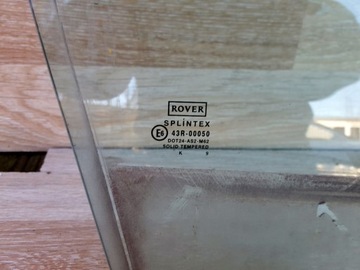 ROVER
SPLiNTEX
E6 43R-00050
DOT24-AS2-M62
SOLID TEMPERED